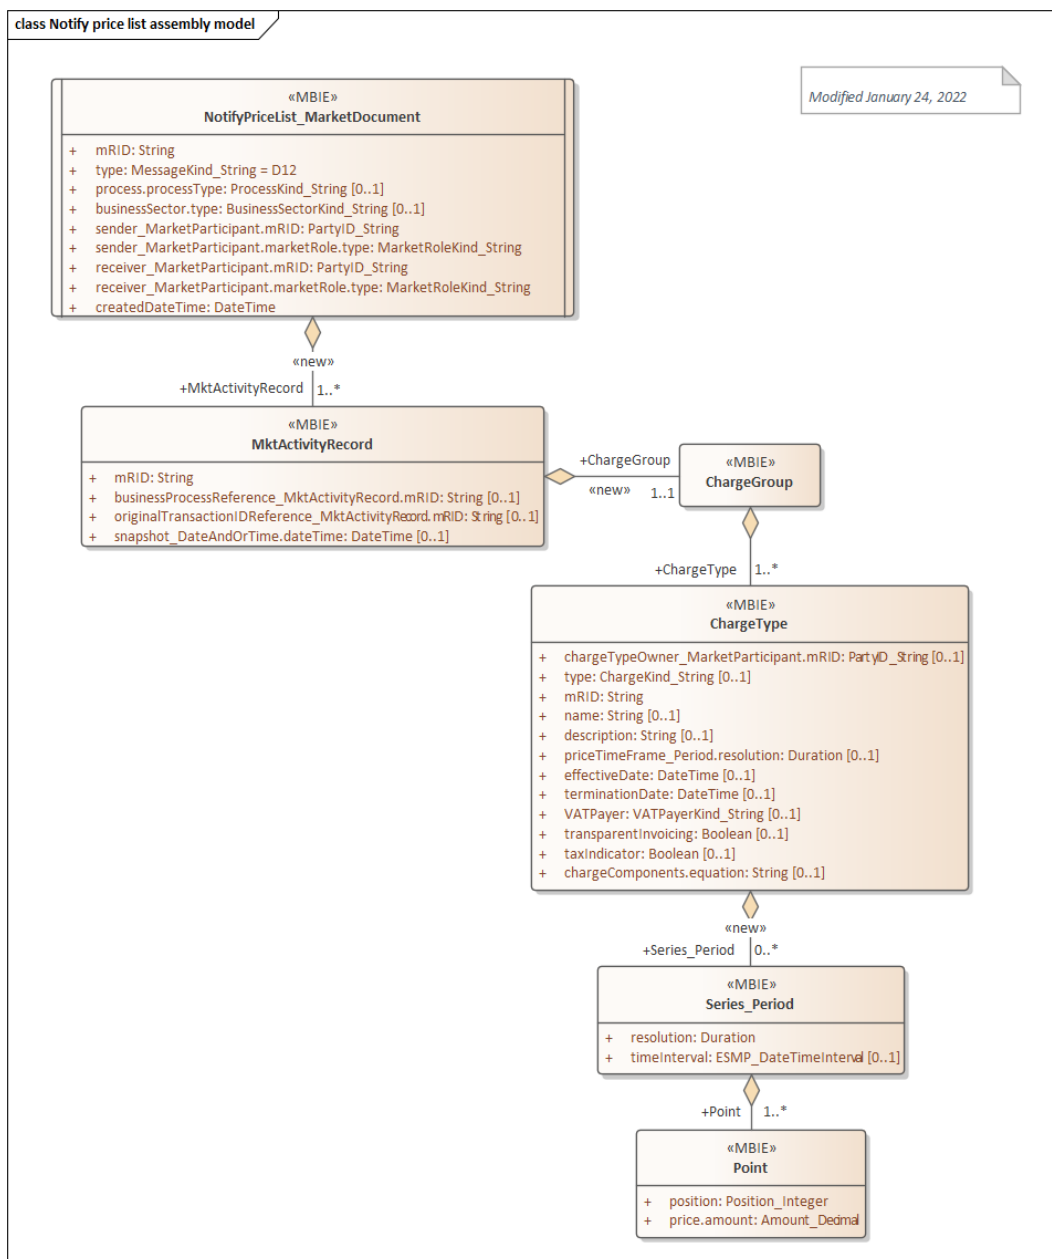 class Notify price list assembly model
Modified January 24, 2022
«MBIE»
NotifyPriceList_MarketDocument
+ mRID: String
+ type: MessageKind_String = D12
+ process.processType: ProcessKind_String [0..1]
+ businessSector.type: BusinessSectorKind_String [0..1]
+ sender_MarketParticipant.mRID: PartyID_String
+ sender_MarketParticipant.marketRole.type: MarketRoleKind_String
+ receiver_MarketParticipant.mRID: PartyID_String
+ receiver_MarketParticipant.marketRole.type: MarketRoleKind_String
+ createdDateTime: DateTime
«new»
+MktActivityRecord 1..*
«MBIE»
MktActivityRecord
+ mRID: String
+ businessProcessReference_MktActivityRecord.mRID: String [0..1]
+ originalTransactionIDReference_MktActivityRecord.mRID: String [0..1]
+ snapshot_DateAndOrTime.dateTime: DateTime [0..1]
+ChargeGroup
«new» 1..1
«MBIE»
ChargeGroup
+ChargeType 1..*
«MBIE»
ChargeType
+ chargeTypeOwner_MarketParticipant.mRID: PartyID_String [0..1]
+ type: ChargeKind_String [0..1]
+ mRID: String
+ name: String [0..1]
+ description: String [0..1]
+ priceTimeFrame_Period.resolution: Duration [0..1]
+ effectiveDate: DateTime [0..1]
+ terminationDate: DateTime [0..1]
+ VATPayer: VATPayerKind_String [0..1]
+ transparentInvoicing: Boolean [0..1]
+ taxIndicator: Boolean [0..1]
+ chargeComponents.equation: String [0..1]
«new»
+Series_Period 0..*
«MBIE»
Series_Period
+ resolution: Duration
+ timeInterval: ESMP_DateTimeInterval [0..1]
+Point 1..*
«MBIE»
Point
+ position: Position_Integer
+ price.amount: Amount_Decimal